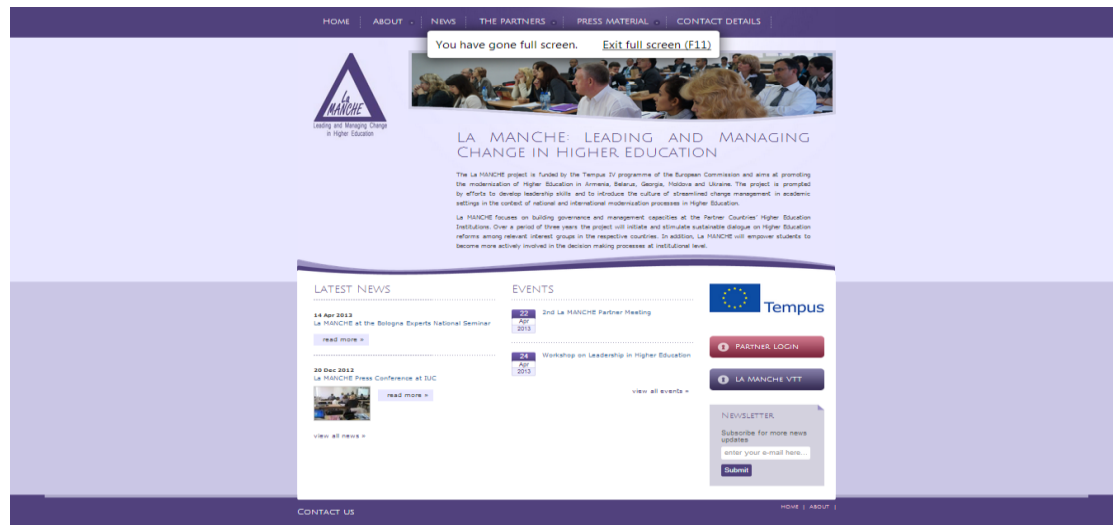 HOME
ABOUT
NEWS
THE PARTNERS
PRESS MATERIAL
CONTACT DETAILS
You have gone full screen. Exit full screen (F11)
La
MANCHE
Leading and Managing Change
in Higher Education
LA MANCHE: LEADING AND MANAGING
CHANGE IN HIGHER EDUCATION
The La MANCHE project is funded by the Tempus IV programme of the European Commission and aims at promoting
the modernization of Higher Education in Armenia, Belarus, Georgia, Moldova and Ukraine. The project is prompted
by efforts to develop leadership skills and to introduce the culture of streamlined change management in academic
settings in the context of national and international modernization processes in Higher Education.
La MANCHE focuses on building governance and management capacities at the Partner Countries' Higher Education
Institutions. Over a period of three years the project will initiate and stimulate sustainable dialogue on Higher Education
reforms among relevant interest groups in the respective countries. In addition, La MANCHE will empower students to
become more actively involved in the decision making processes at institutional level.
LATEST NEWS
14 Apr 2013
La MANCHE at the Bologna Experts National Seminar
read more »
20 Dec 2012
La MANCHE Press Conference at IUC
read more »
view all news »
EVENTS
22
Apr
2013
2nd La MANCHE Partner Meeting
24
Apr
2013
Workshop on Leadership in Higher Education
view all events »
Tempus
PARTNER LOGIN
LA MANCHE VTT
NEWSLETTER
Subscribe for more news
updates
enter your e-mail here...
Submit
CONTACT US
HOME | ABOUT |